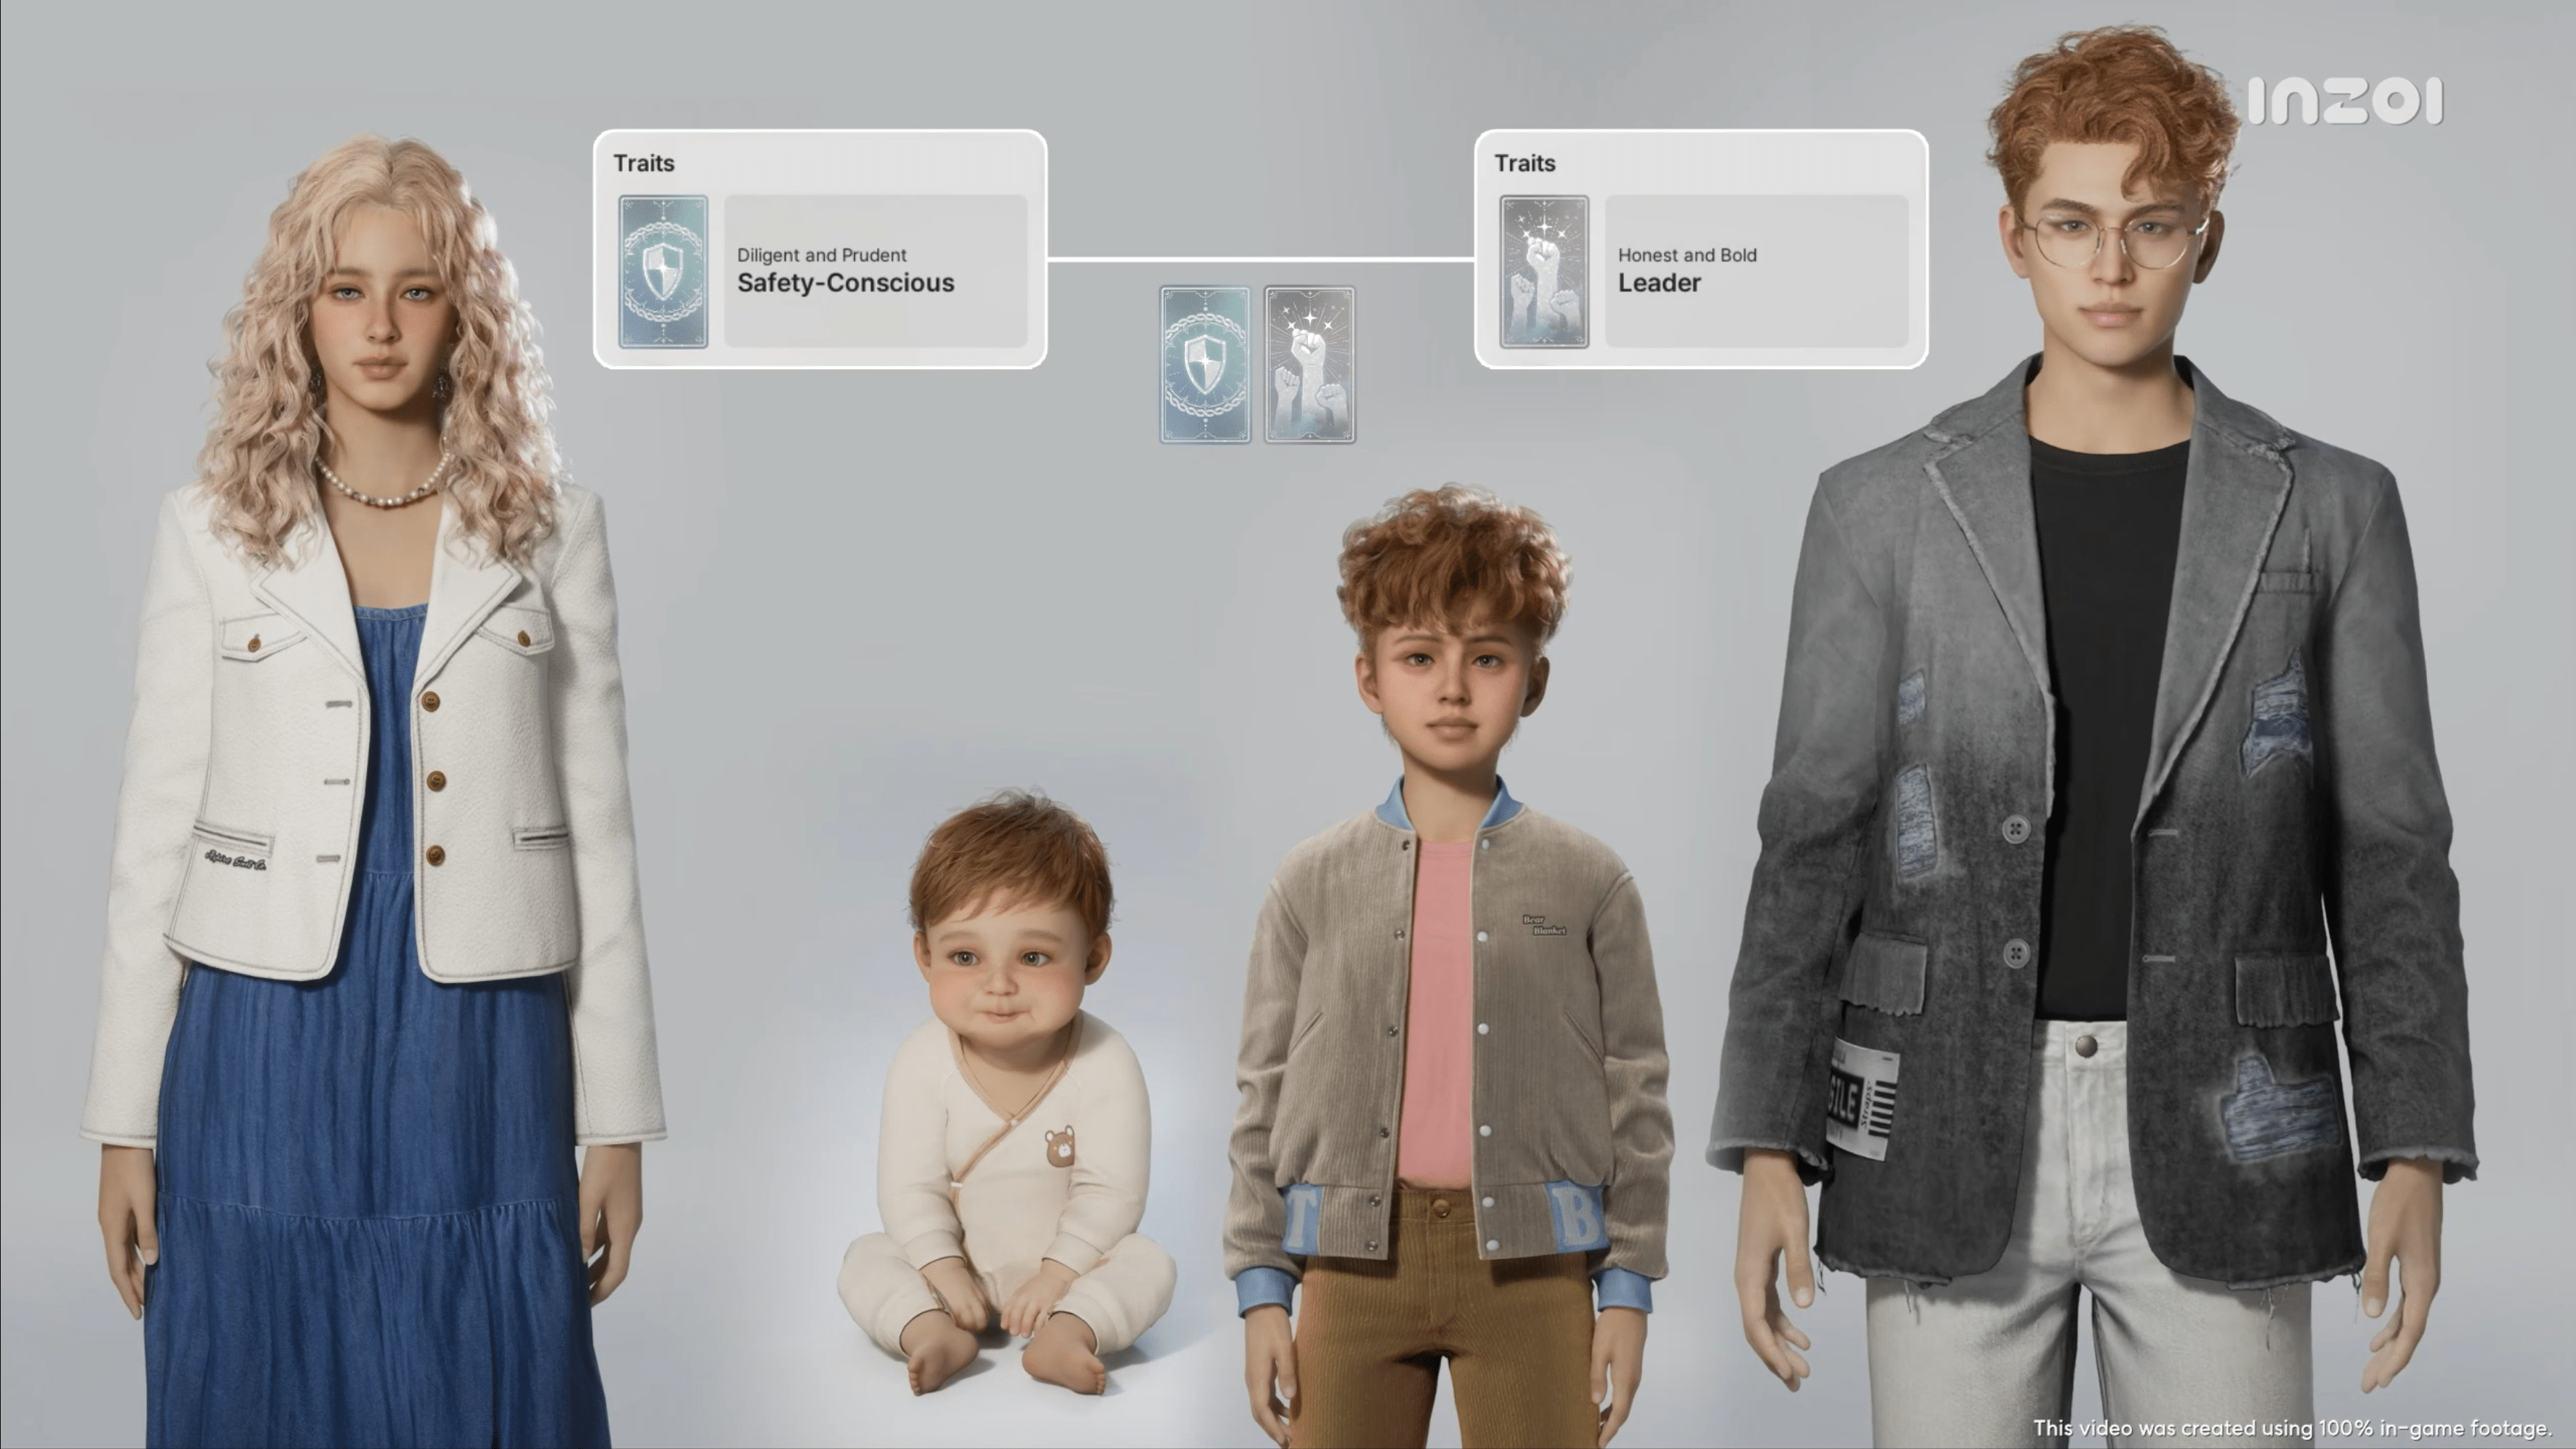 INZOI
Traits
Diligent and Prudent
Safety-Conscious
Traits
Honest and Bold
Leader
Bear
Blanket
T B
This video was created using 100% in-game footage.